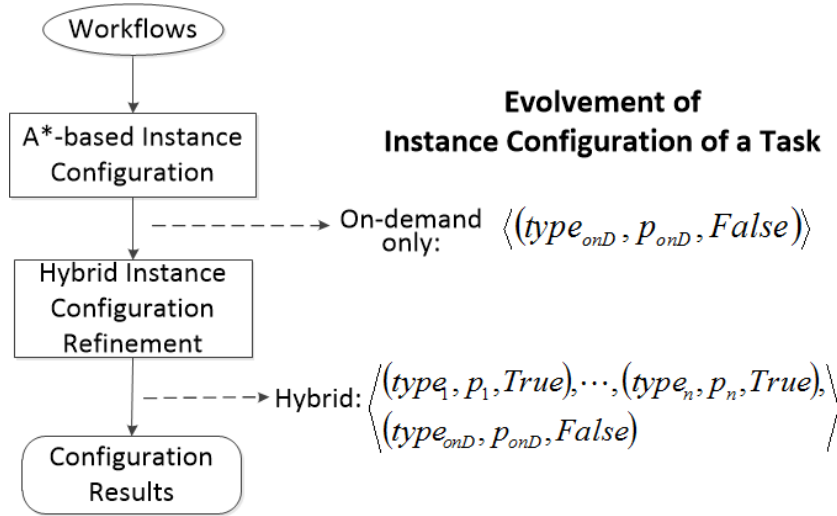 Workflows
A*-based Instance
Configuration
Evolvement of
Instance Configuration of a Task
On-demand
only:
⟨(type_onD, p_onD, False)⟩
Hybrid Instance
Configuration
Refinement
Hybrid:
⟨(type_1, p_1, True), ⋯, (type_n, p_n, True),
(type_onD, p_onD, False)⟩
Configuration
Results